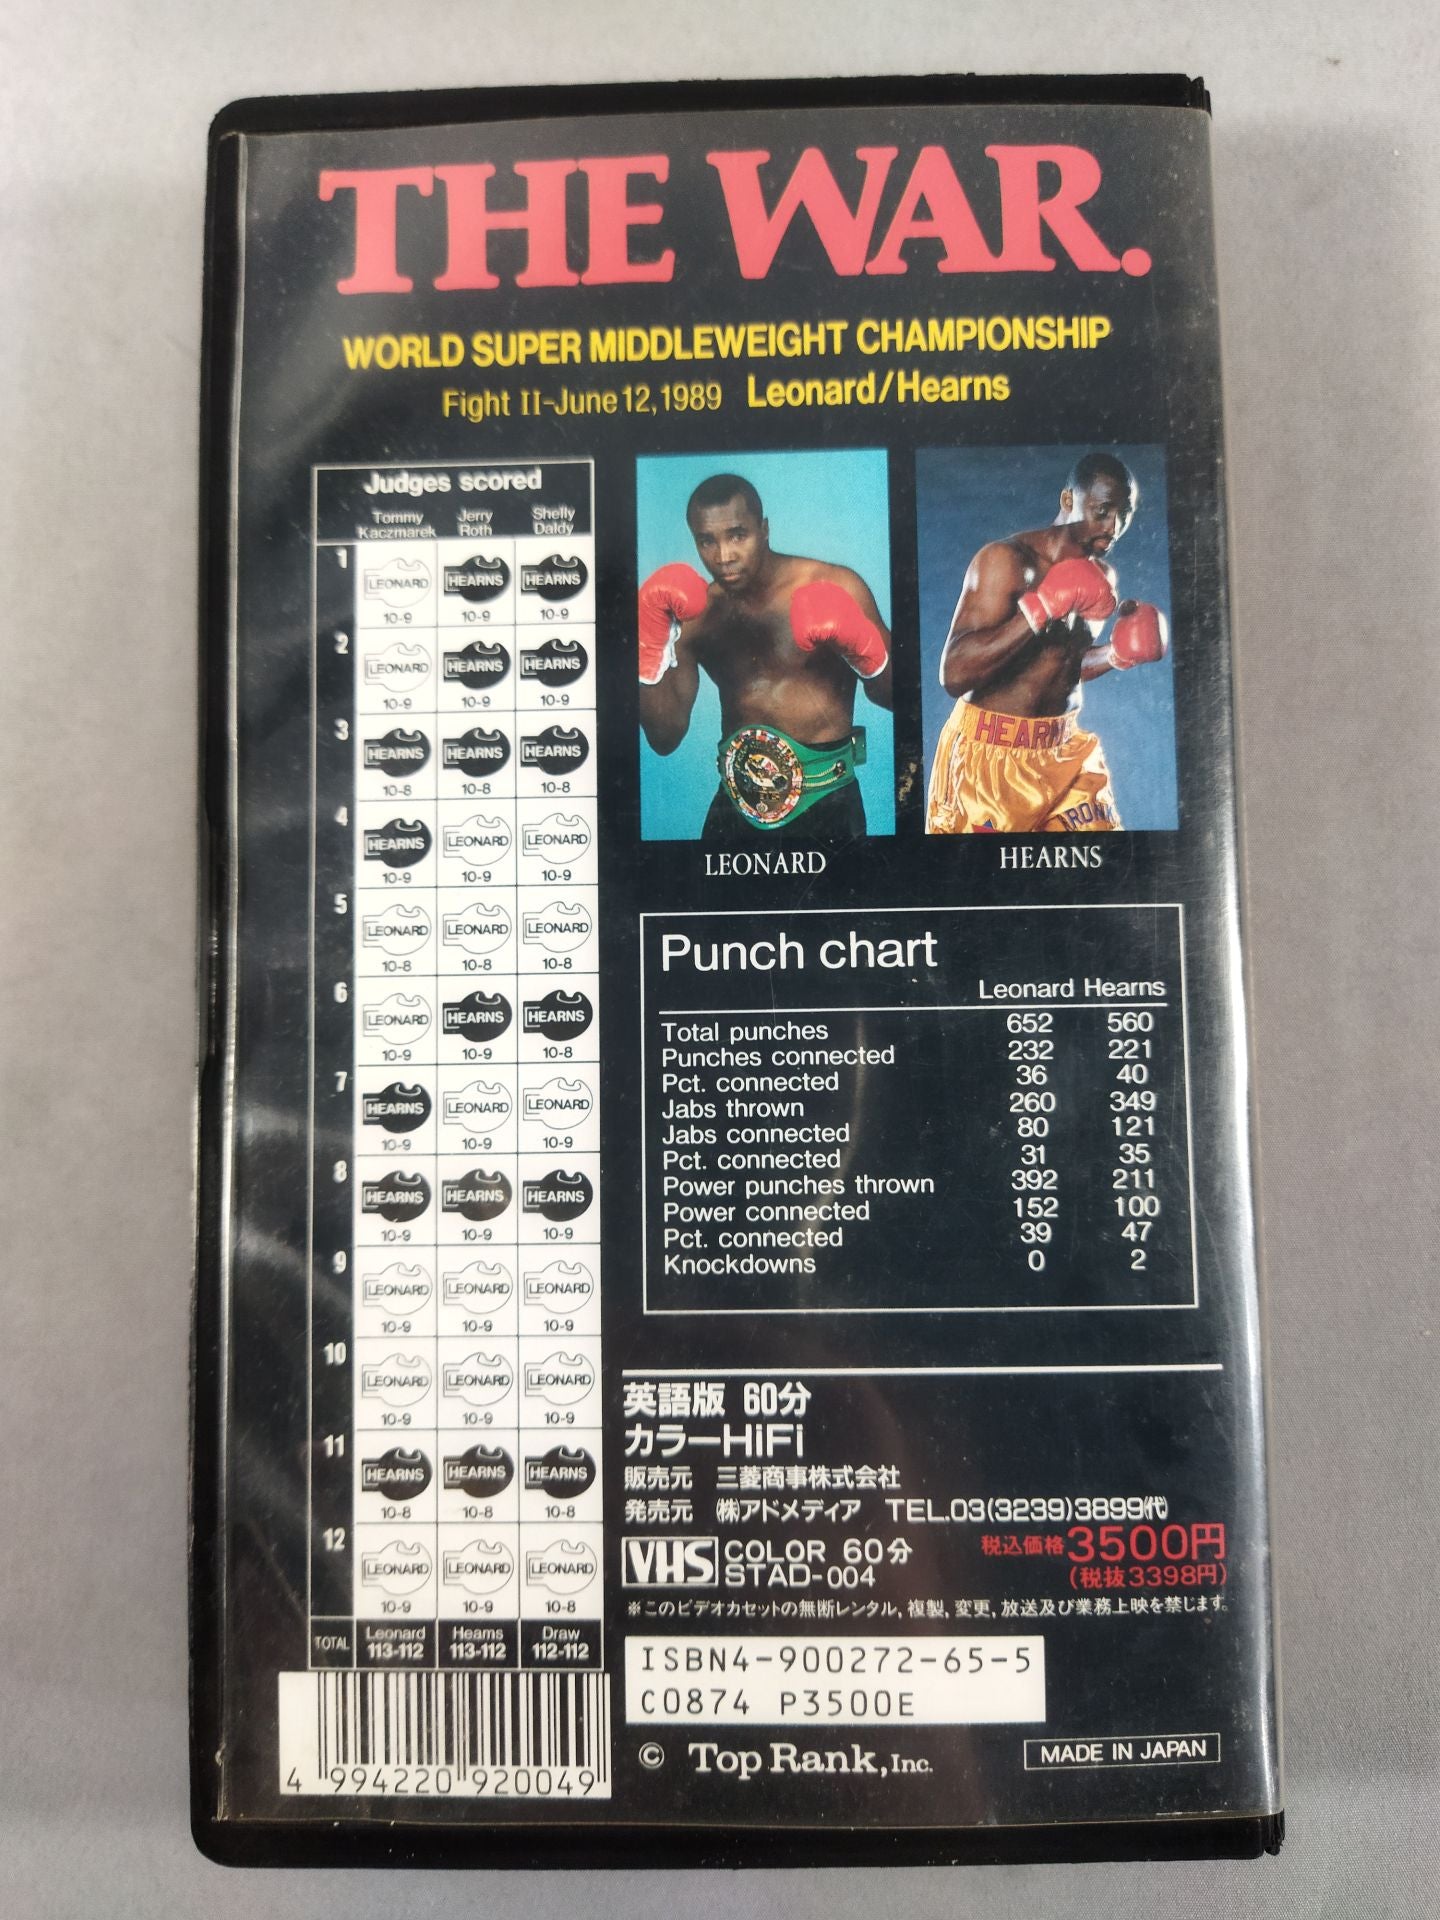 THE WAR.
WORLD SUPER MIDDLEWEIGHT CHAMPIONSHIP
Fight II-June 12, 1989 Leonard/Hearns
Judges scored
Tommy Kaczmarek Jerry Roth Shelly Daldy
1 LEONARD 10-9 HEARNS 10-9 HEARNS 10-9
2 LEONARD 10-9 HEARNS 10-9 HEARNS 10-9
3 HEARNS 10-8 HEARNS 10-8 HEARNS 10-8
4 HEARNS 10-9 LEONARD 10-9 LEONARD 10-9
5 LEONARD 10-8 LEONARD 10-8 LEONARD 10-8
6 LEONARD 10-9 HEARNS 10-9 HEARNS 10-8
7 HEARNS 10-9 LEONARD 10-9 LEONARD 10-9
8 HEARNS 10-9 HEARNS 10-9 HEARNS 10-9
9 LEONARD 10-9 LEONARD 10-9 LEONARD 10-9
10 LEONARD 10-9 LEONARD 10-9 LEONARD 10-9
11 HEARNS 10-8 HEARNS 10-8 HEARNS 10-8
12 LEONARD 10-9 LEONARD 10-9 LEONARD 10-8
TOTAL Leonard 113-112 Hearns 113-112 Draw 112-112
4 994220 920049
HEARN
KRONK
LEONARD
HEARNS
Punch chart
Leonard Hearns
Total punches 652 560
Punches connected 232 221
Pct. connected 36 40
Jabs thrown 260 349
Jabs connected 80 121
Pct. connected 31 35
Power punches thrown 392 211
Power connected 152 100
Pct. connected 39 47
Knockdowns 0 2
英語版 60分
カラーHiFi
販売元 三菱商事株式会社
発売元 ㈱アドメディア TEL.03(3239)3899㈹
VHS COLOR 60分
STAD-004
税込価格3500円
(税抜3398円)
※このビデオカセットの無断レンタル,複製,変更,放送及び業務上映を禁じます。
ISBN4-900272-65-5
C0874 P3500E
© Top Rank, Inc.
MADE IN JAPAN